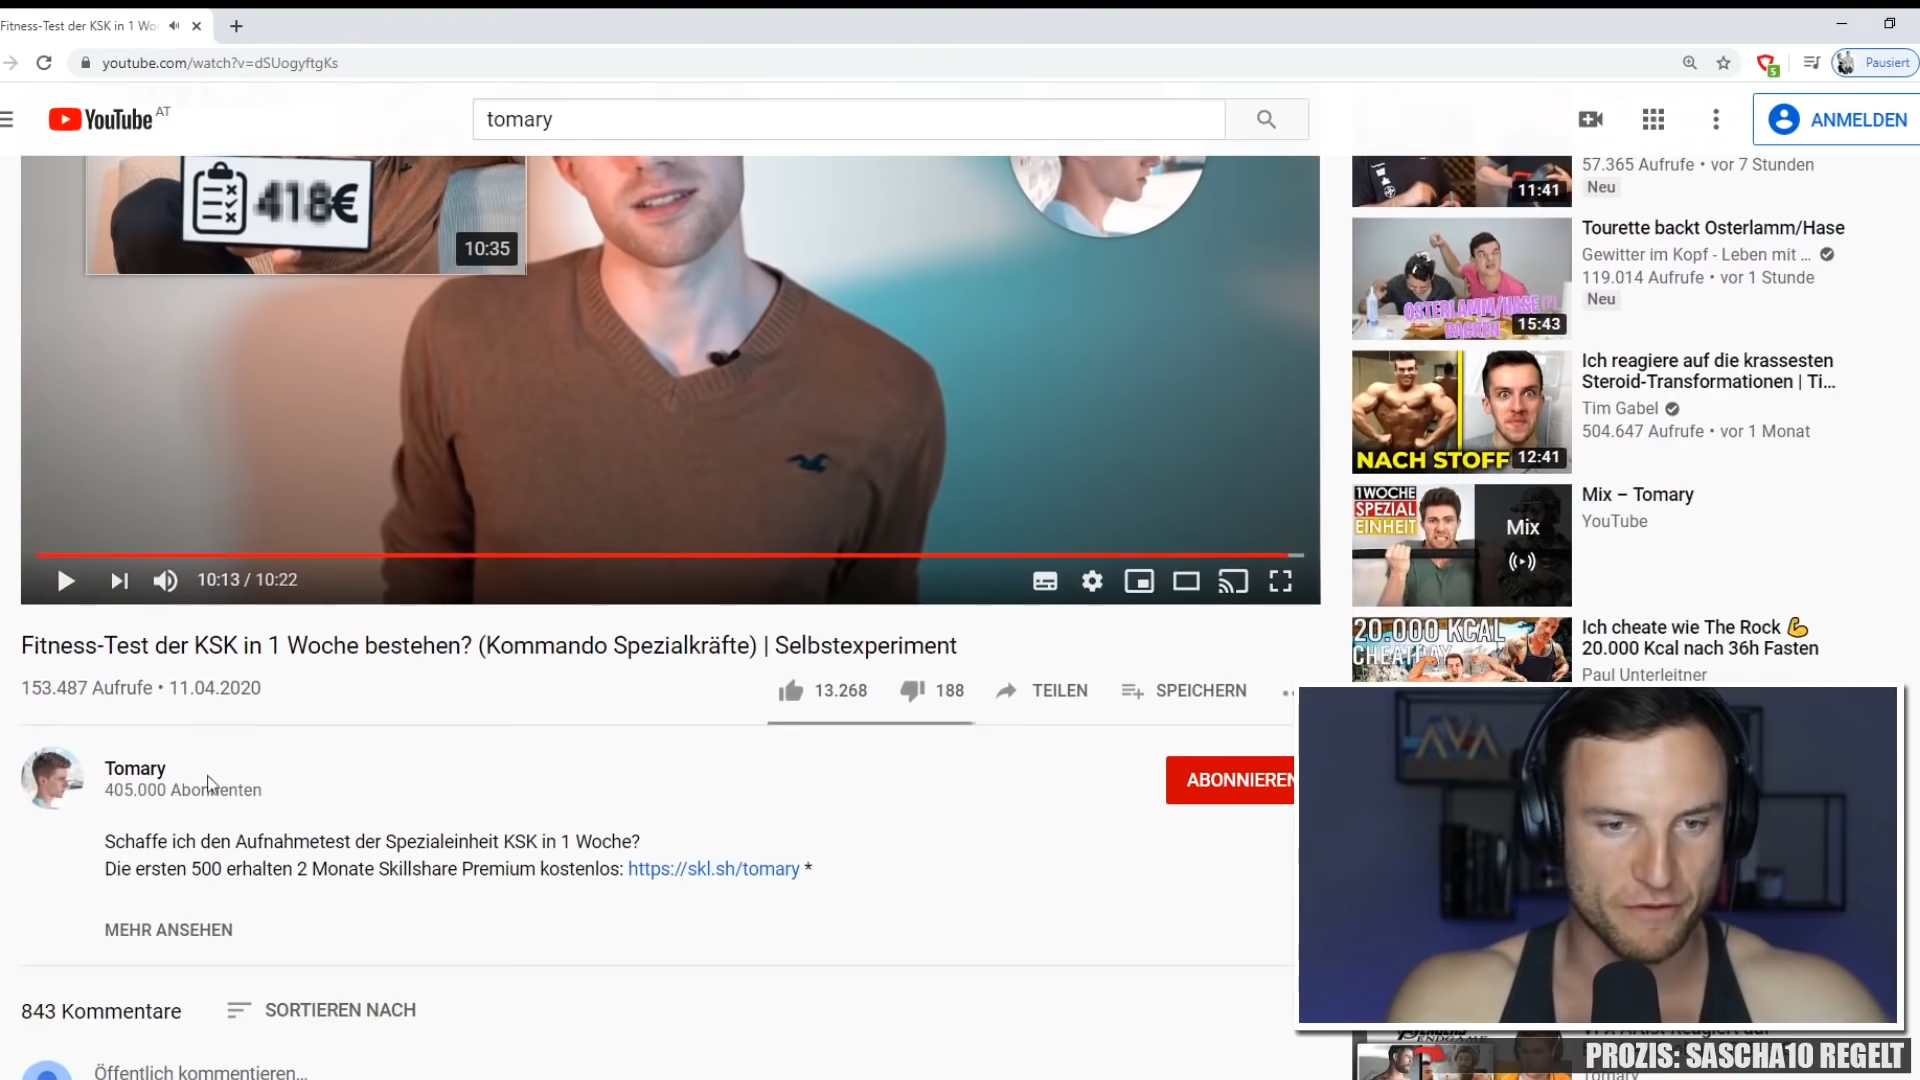 Fitness-Test der KSK in 1 Wo
youtube.com/watch?v=dSUogyftgKs
5
Pausiert
YouTube AT
tomary
ANMELDEN
418€
10:35
10:13 / 10:22
Fitness-Test der KSK in 1 Woche bestehen? (Kommando Spezialkräfte) | Selbstexperiment
153.487 Aufrufe • 11.04.2020
13.268
188
TEILEN
SPEICHERN
Tomary
405.000 Abonnenten
ABONNIEREN
Schaffe ich den Aufnahmetest der Spezialeinheit KSK in 1 Woche?
Die ersten 500 erhalten 2 Monate Skillshare Premium kostenlos: https://skl.sh/tomary *
MEHR ANSEHEN
843 Kommentare
SORTIEREN NACH
Öffentlich kommentieren...
11:41
57.365 Aufrufe • vor 7 Stunden
Neu
OSTERLAMM/HASE
BACKEN
15:43
Tourette backt Osterlamm/Hase
Gewitter im Kopf - Leben mit ...
119.014 Aufrufe • vor 1 Stunde
Neu
NACH STOFF
12:41
Ich reagiere auf die krassesten
Steroid-Transformationen | Ti...
Tim Gabel
504.647 Aufrufe • vor 1 Monat
1 WOCHE
SPEZIAL
EINHEIT
Mix
Mix – Tomary
YouTube
20.000 KCAL
CHEATDAY
Ich cheate wie The Rock 💪
20.000 Kcal nach 36h Fasten
Paul Unterleitner
PROZIS: SASCHA10 REGELT
Tomary